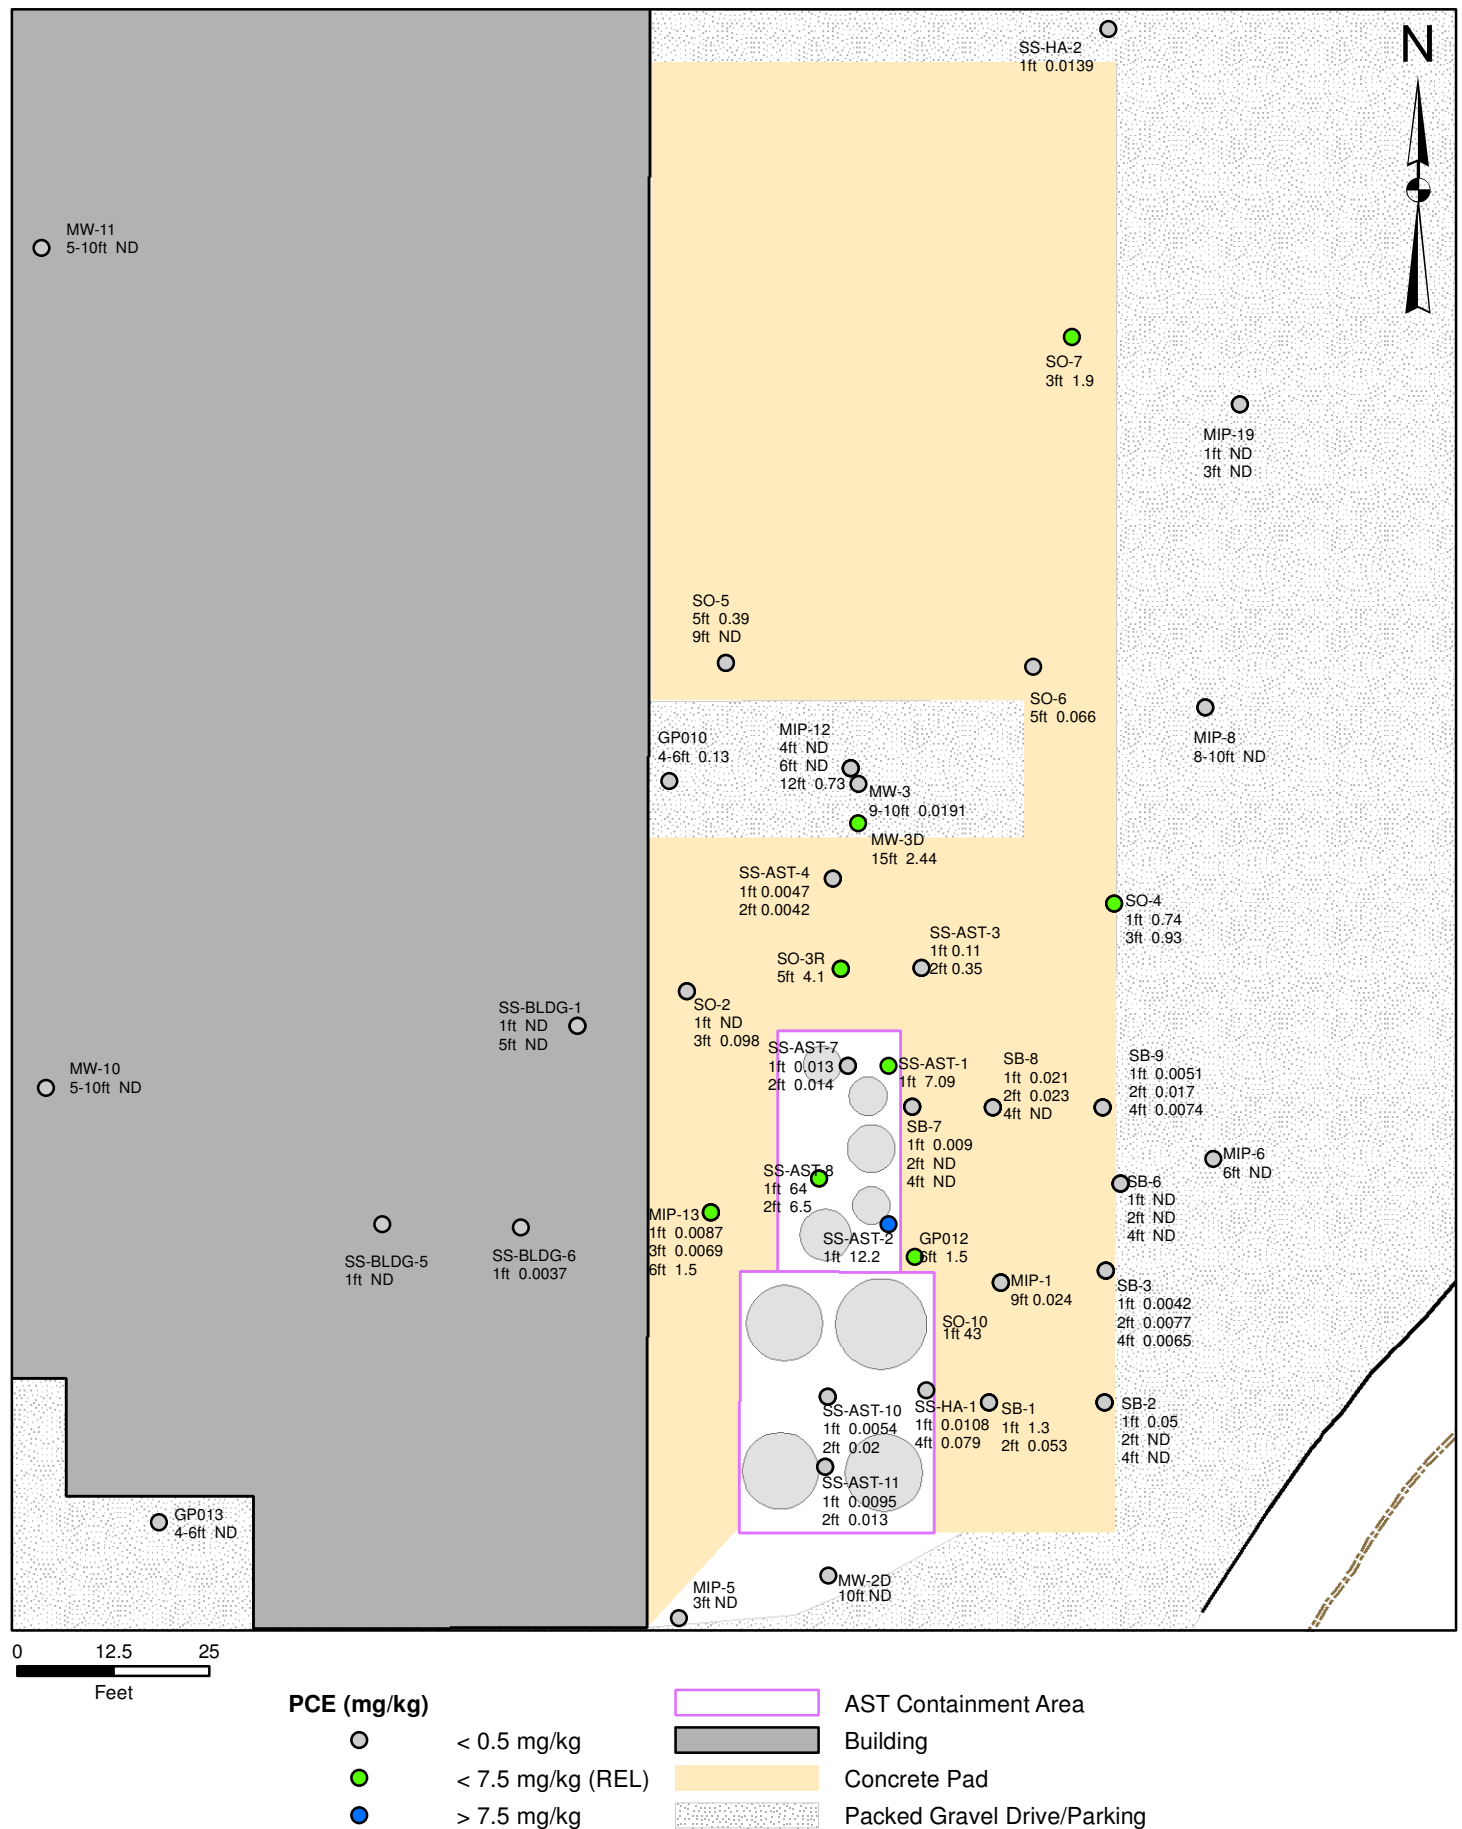 SS-HA-2
1ft 0.0139
N
MW-11
5-10ft ND
SO-7
3ft 1.9
MIP-19
1ft ND
3ft ND
SO-5
5ft 0.39
9ft ND
SO-6
5ft 0.066
MIP-8
8-10ft ND
GP010
4-6ft 0.13
MIP-12
4ft ND
6ft ND
12ft 0.73
MW-3
9-10ft 0.0191
MW-3D
15ft 2.44
SS-AST-4
1ft 0.0047
2ft 0.0042
SO-4
1ft 0.74
3ft 0.93
SS-AST-3
1ft 0.11
2ft 0.35
SO-3R
5ft 4.1
SO-2
1ft ND
3ft 0.098
SS-BLDG-1
1ft ND
5ft ND
MW-10
5-10ft ND
SS-AST-7
1ft 0.013
2ft 0.014
SS-AST-1
1ft 7.09
SB-8
1ft 0.021
2ft 0.023
4ft ND
SB-9
1ft 0.0051
2ft 0.017
4ft 0.0074
SB-7
1ft 0.009
2ft ND
4ft ND
MIP-6
6ft ND
SB-6
1ft ND
2ft ND
4ft ND
SS-AST-8
1ft 64
2ft 6.5
MIP-13
1ft 0.0087
3ft 0.0069
6ft 1.5
SS-AST-2
1ft 12.2
GP012
6ft 1.5
SS-BLDG-5
1ft ND
SS-BLDG-6
1ft 0.0037
MIP-1
9ft 0.024
SB-3
1ft 0.0042
2ft 0.0077
4ft 0.0065
SO-10
1ft 43
SS-AST-10
1ft 0.0054
2ft 0.02
SS-HA-1
1ft 0.0108
4ft 0.079
SB-1
1ft 1.3
2ft 0.053
SB-2
1ft 0.05
2ft ND
4ft ND
SS-AST-11
1ft 0.0095
2ft 0.013
GP013
4-6ft ND
MW-2D
10ft ND
MIP-5
3ft ND
0 12.5 25
Feet
PCE (mg/kg)
< 0.5 mg/kg
< 7.5 mg/kg (REL)
> 7.5 mg/kg
AST Containment Area
Building
Concrete Pad
Packed Gravel Drive/Parking